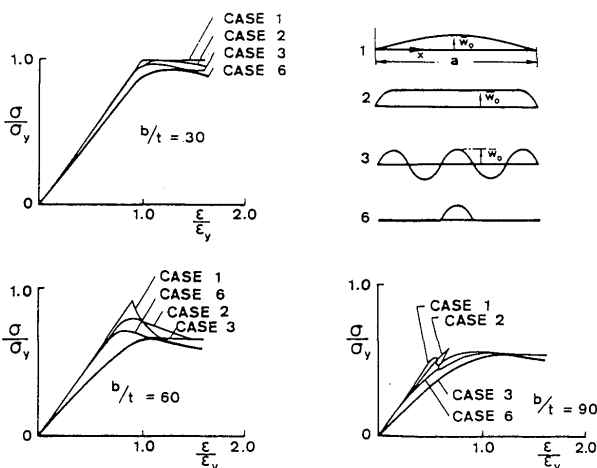 CASE 1
CASE 2
CASE 3
CASE 6
1.0
σ/σy
b/t = 30
0
1.0
ε/εy
2.0
1
w̄o
x
a
2
w̄o
3
w̄o
6
1.0
CASE 1
CASE 6
CASE 2
CASE 3
σ/σy
b/t = 60
0
1.0
ε/εy
2.0
1.0
CASE 1
CASE 2
σ/σy
CASE 3
CASE 6
b/t = 90
0
1.0
ε/εy
2.0